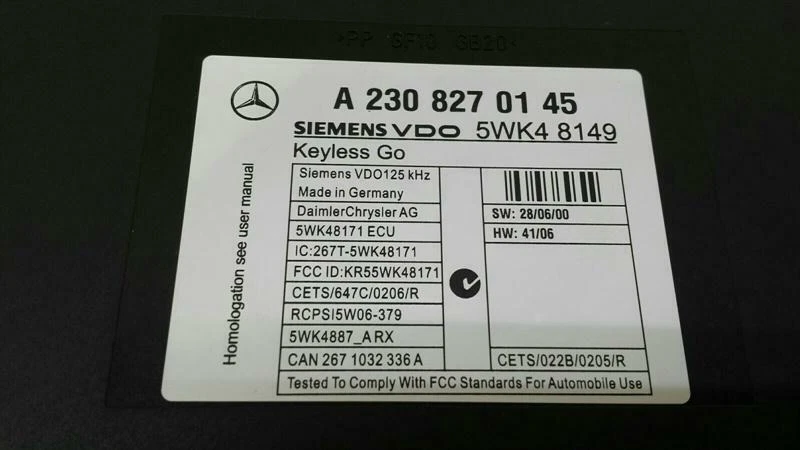 >PP GF10 GB20<
A 230 827 01 45
SIEMENS VDO 5WK4 8149
Keyless Go
Siemens VDO125 kHz
Made in Germany
DaimlerChrysler AG
5WK48171 ECU
IC:267T-5WK48171
FCC ID:KR55WK48171
CETS/647C/0206/R
RCPSI5W06-379
5WK4887_A RX
CAN 267 1032 336 A
SW: 28/06/00
HW: 41/06
CETS/022B/0205/R
Tested To Comply With FCC Standards For Automobile Use
Homologation see user manual